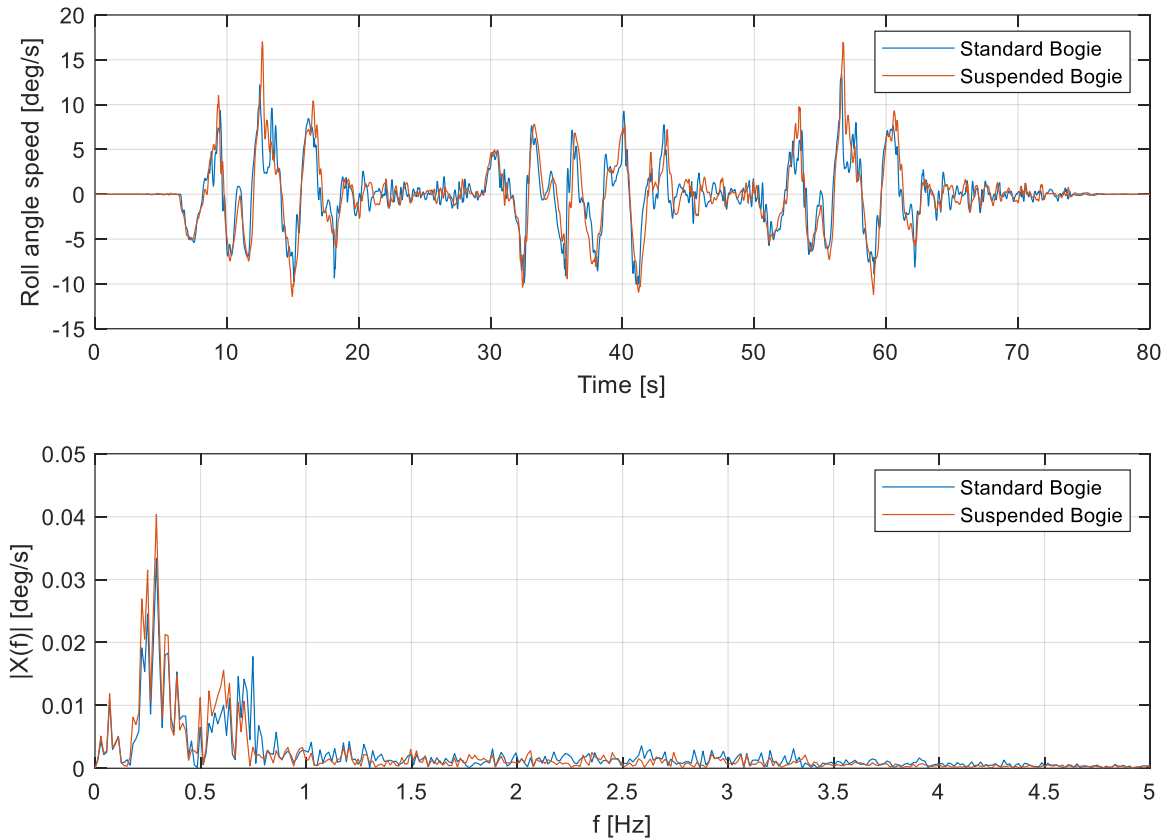 20
15
10
5
0
-5
-10
-15
Roll angle speed [deg/s]
Standard Bogie
Suspended Bogie
0 10 20 30 40 50 60 70 80
Time [s]
0.05
0.04
0.03
0.02
0.01
0
|X(f)| [deg/s]
Standard Bogie
Suspended Bogie
0 0.5 1 1.5 2 2.5 3 3.5 4 4.5 5
f [Hz]